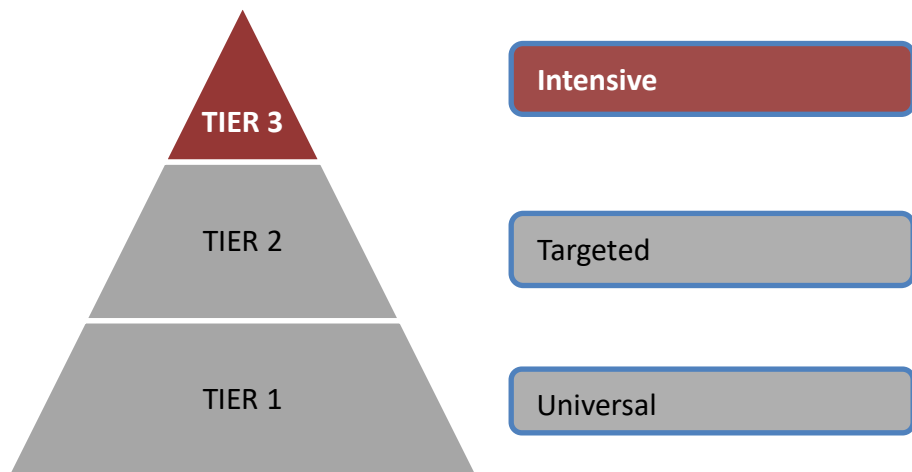 TIER 3
Intensive
TIER 2
Targeted
TIER 1
Universal